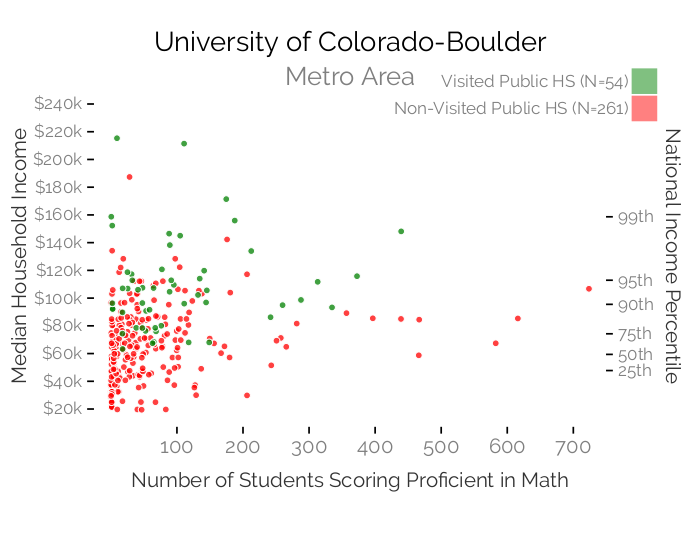 University of Colorado-Boulder
Metro Area
Visited Public HS (N=54)
Non-Visited Public HS (N=261)
Median Household Income
$240k
$220k
$200k
$180k
$160k
$140k
$120k
$100k
$80k
$60k
$40k
$20k
National Income Percentile
99th
95th
90th
75th
50th
25th
100 200 300 400 500 600 700
Number of Students Scoring Proficient in Math